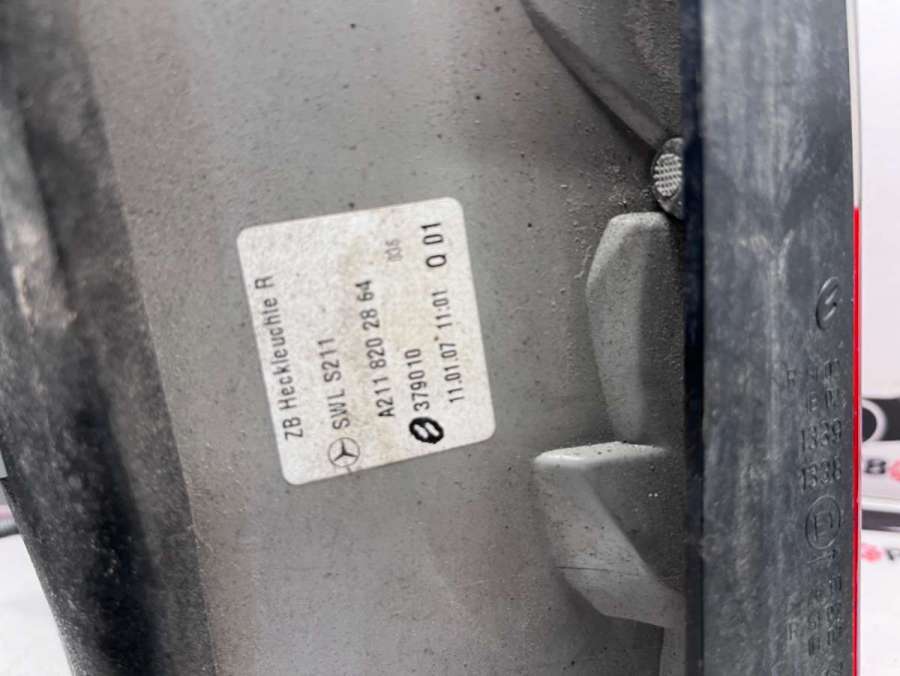 ZB Heckleuchte R
SWL S211
A211 820 28 64
379010
11.01.07 11:01 Q 01
1339
1338